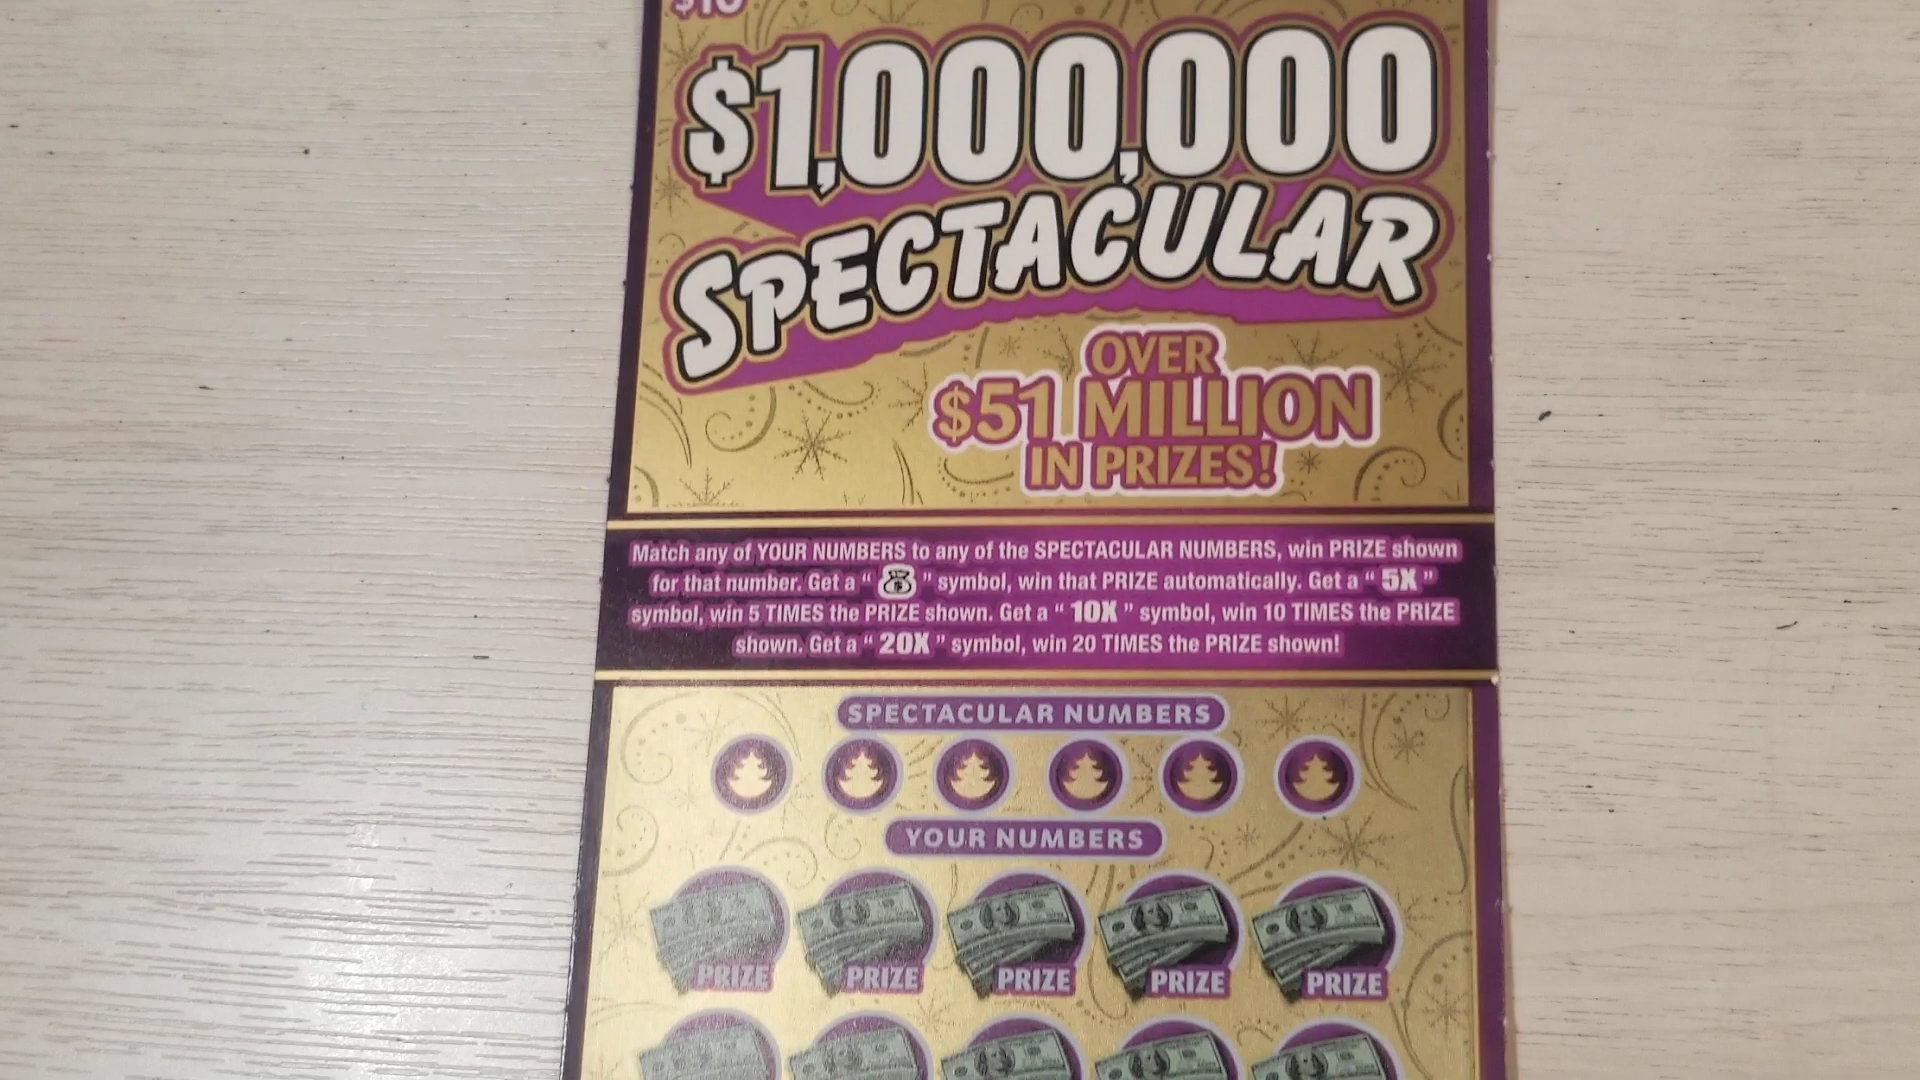 $10
$1,000,000
SPECTACULAR
OVER
$51 MILLION
IN PRIZES!
Match any of YOUR NUMBERS to any of the SPECTACULAR NUMBERS, win PRIZE shown
for that number. Get a " " symbol, win that PRIZE automatically. Get a " 5X "
symbol, win 5 TIMES the PRIZE shown. Get a " 10X " symbol, win 10 TIMES the PRIZE
shown. Get a " 20X " symbol, win 20 TIMES the PRIZE shown!
SPECTACULAR NUMBERS
YOUR NUMBERS
PRIZE PRIZE PRIZE PRIZE PRIZE